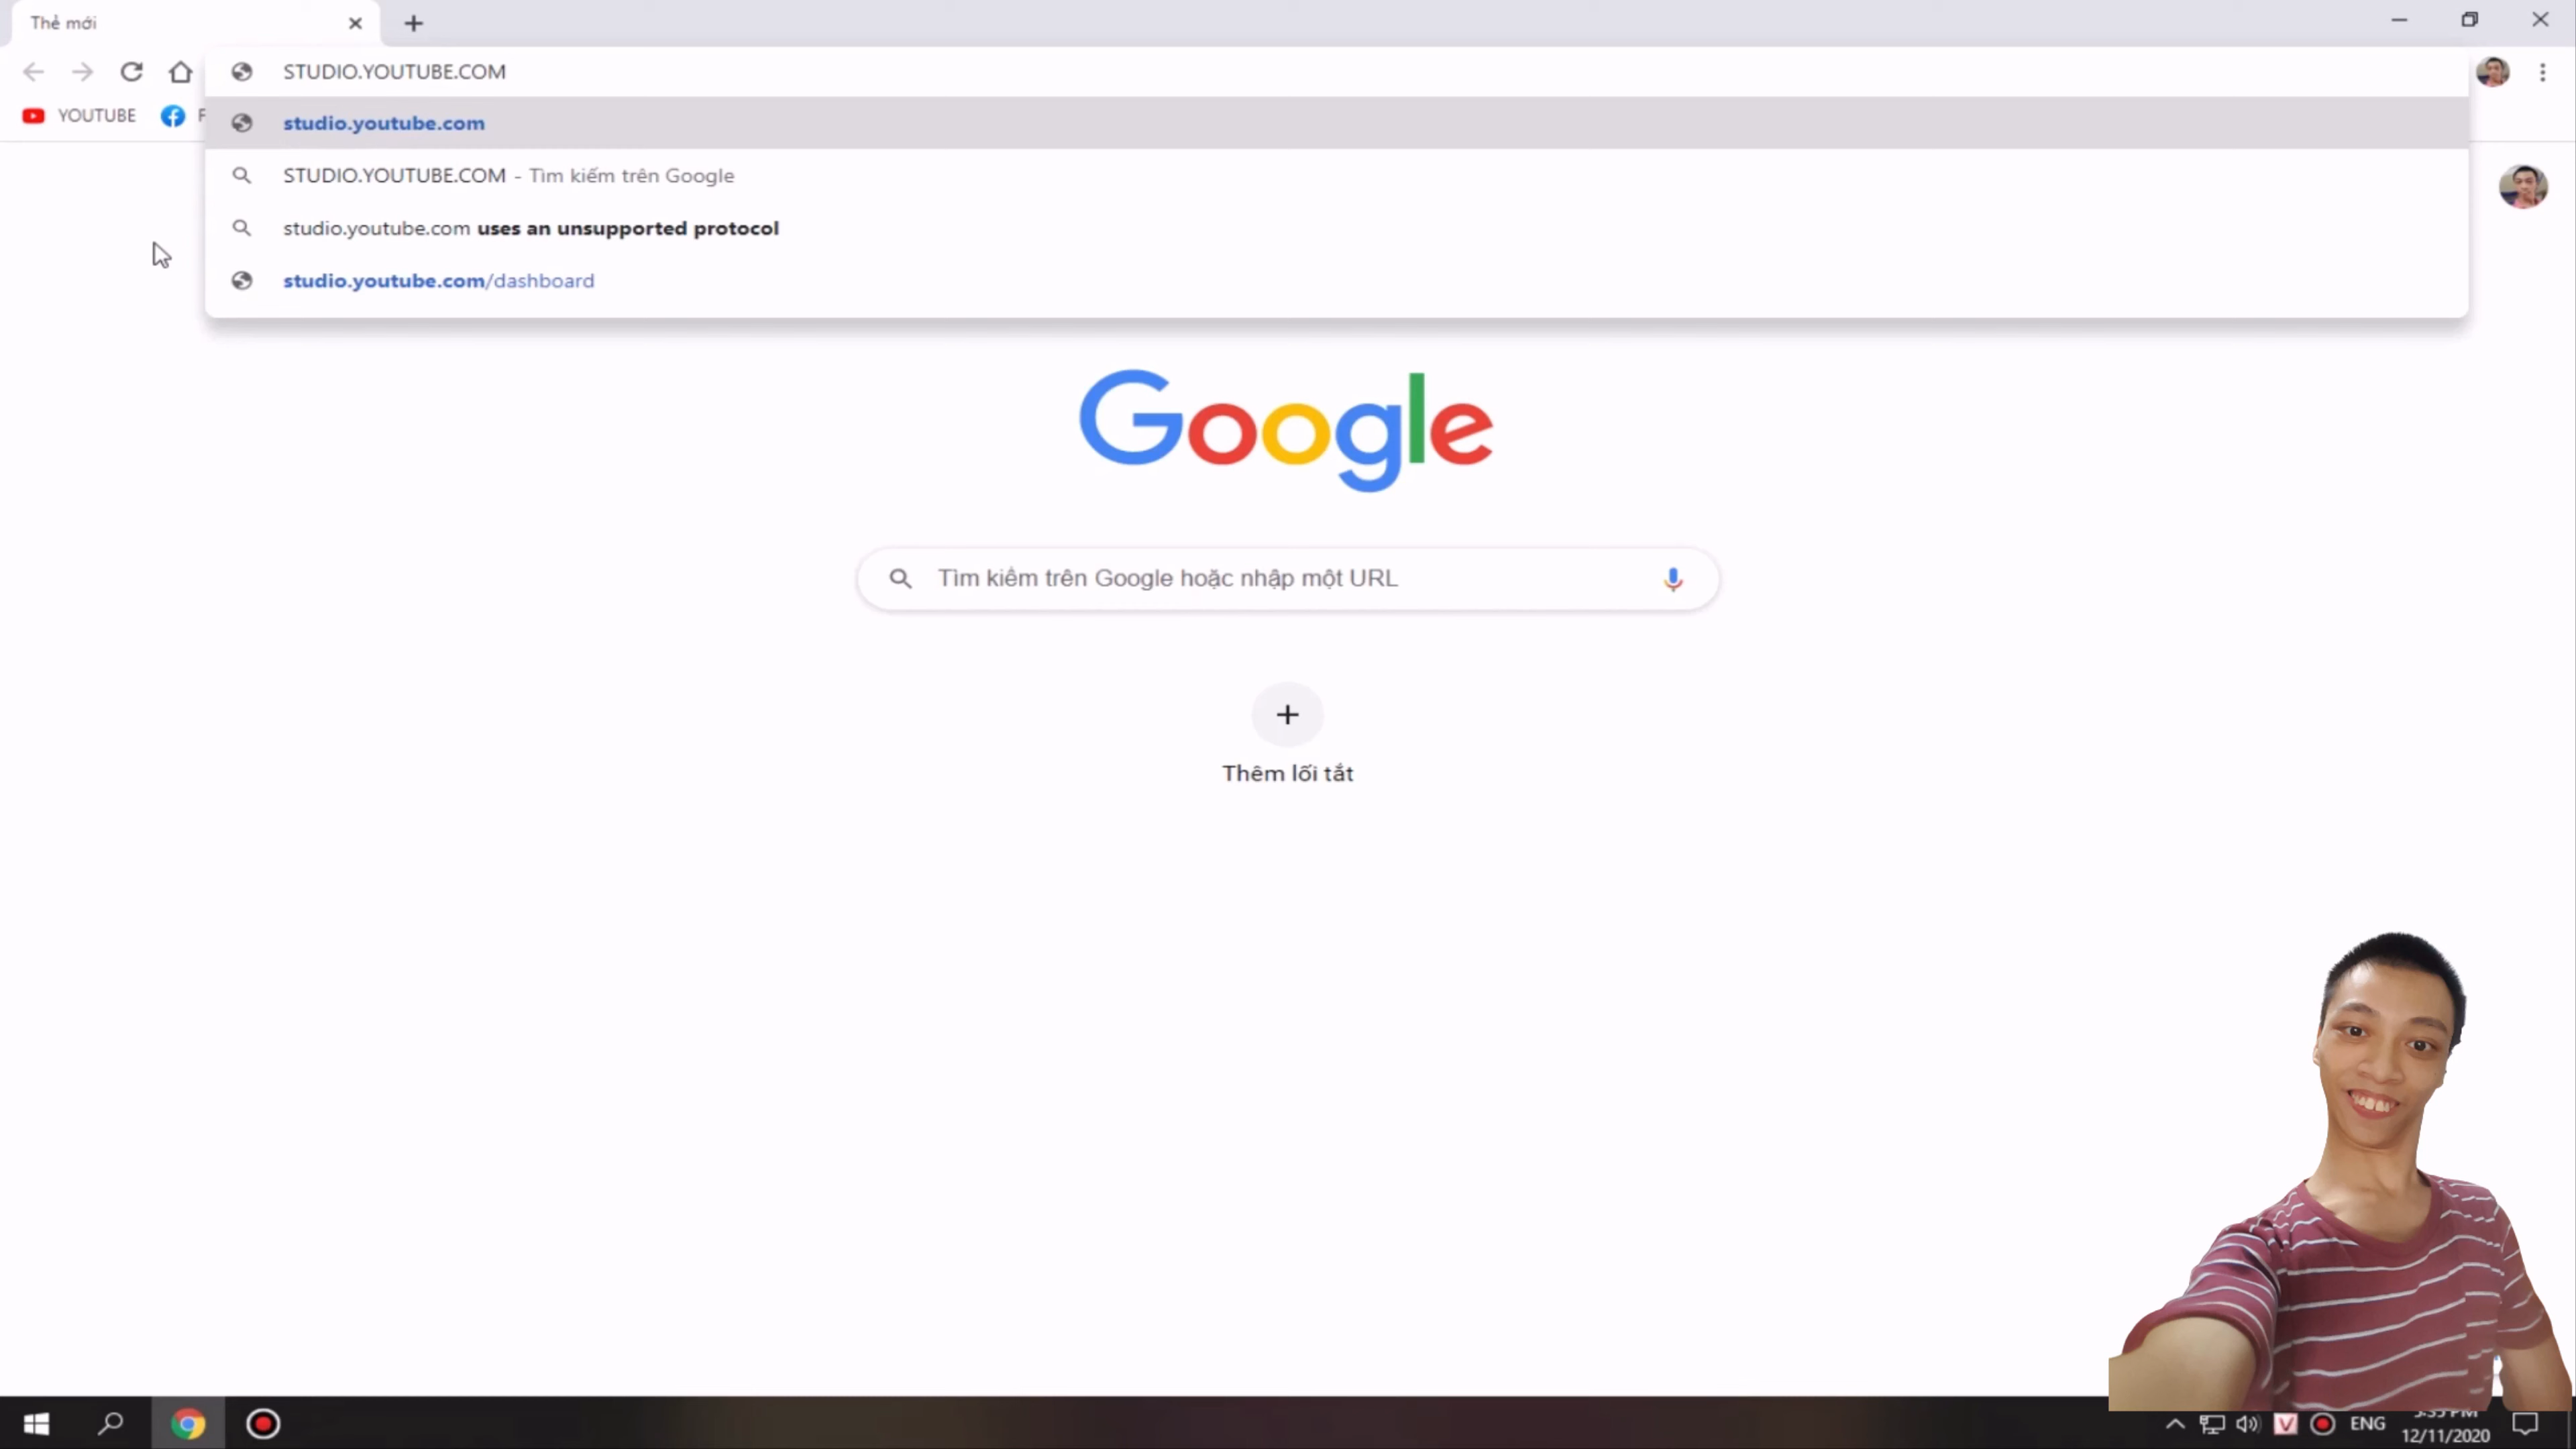 Thẻ mới
STUDIO.YOUTUBE.COM
YOUTUBE
F
studio.youtube.com
STUDIO.YOUTUBE.COM - Tìm kiếm trên Google
studio.youtube.com uses an unsupported protocol
studio.youtube.com/dashboard
Google
Tìm kiếm trên Google hoặc nhập một URL
Thêm lối tắt
V
ENG
12/11/2020